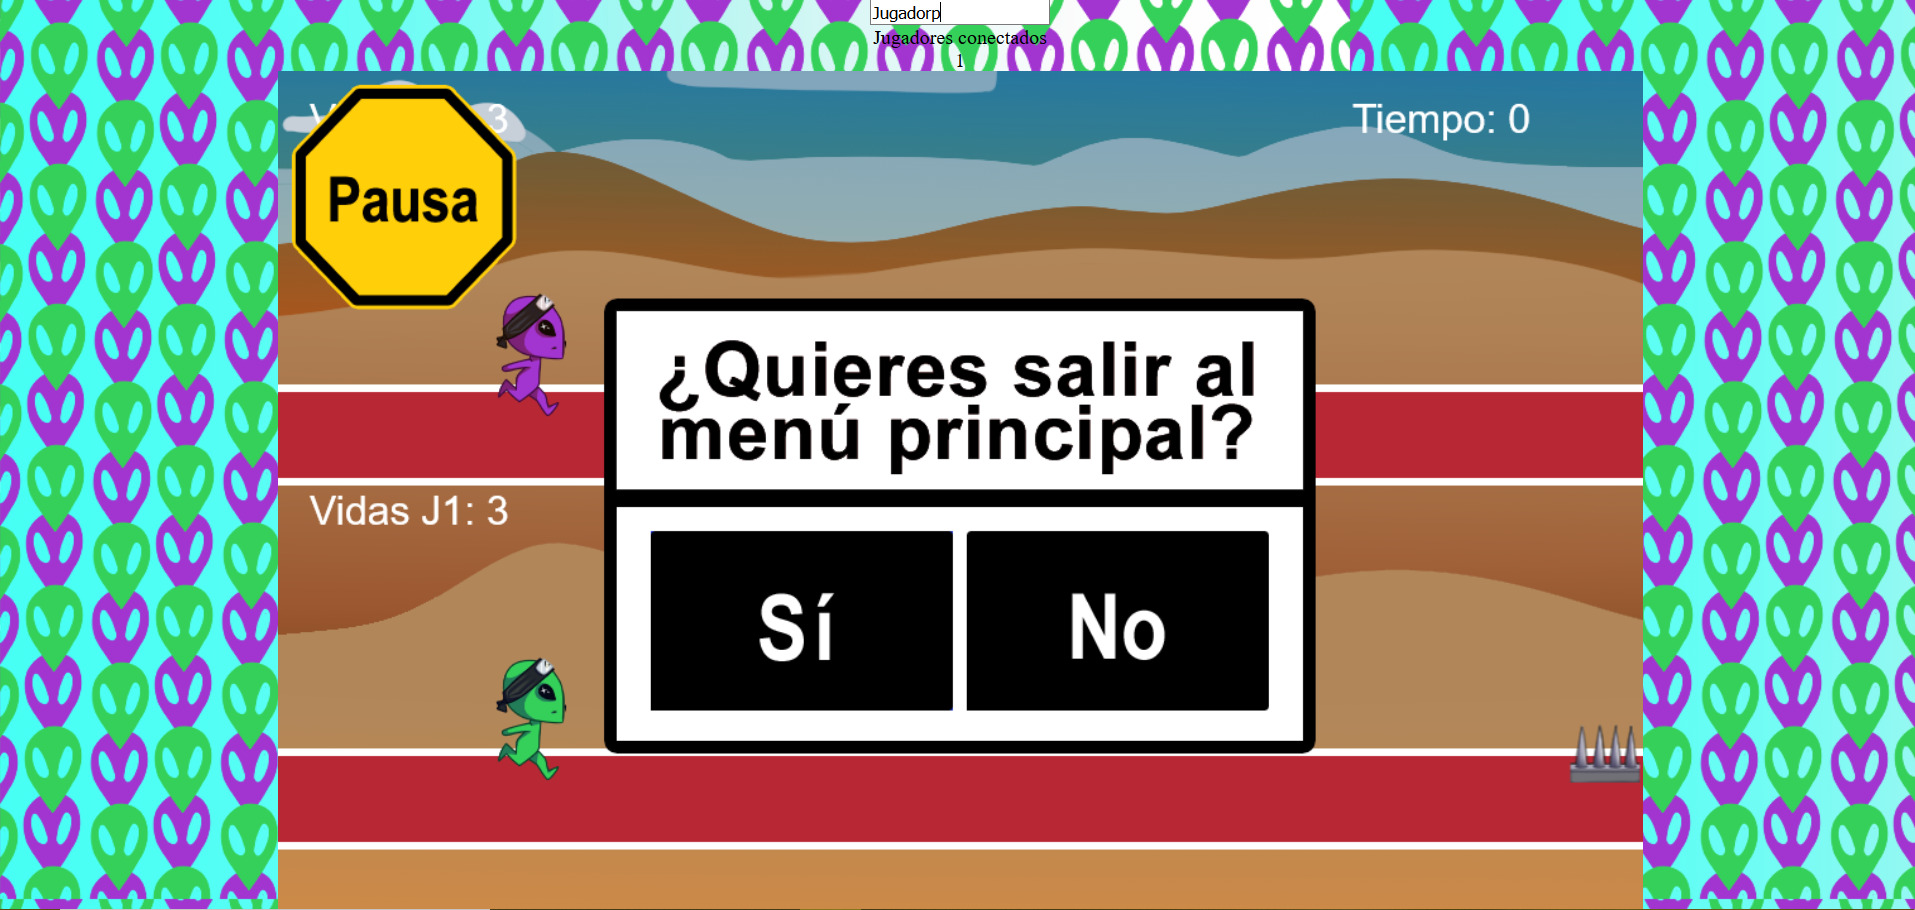 Jugadorp
Jugadores conectados
1
3
Tiempo: 0
Pausa
¿Quieres salir al
menú principal?
Vidas J1: 3
Sí
No